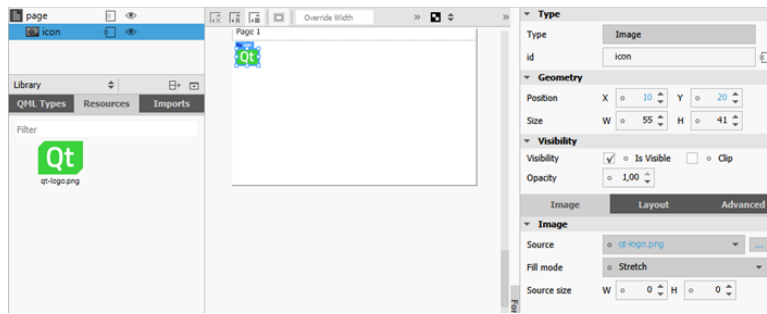 page
icon
Library
QML Types Resources Imports
Filter
Qt
qt-logo.png
Override Width » »
Page 1
Qt
Type
Type Image
id icon
Geometry
Position X 10 Y 20
Size W 55 H 41
Visibility
Visibility Is Visible Clip
Opacity 1,00
Image Layout Advanced
Image
Source qt-logo.png ...
Fill mode Stretch
Source size W 0 H 0
For